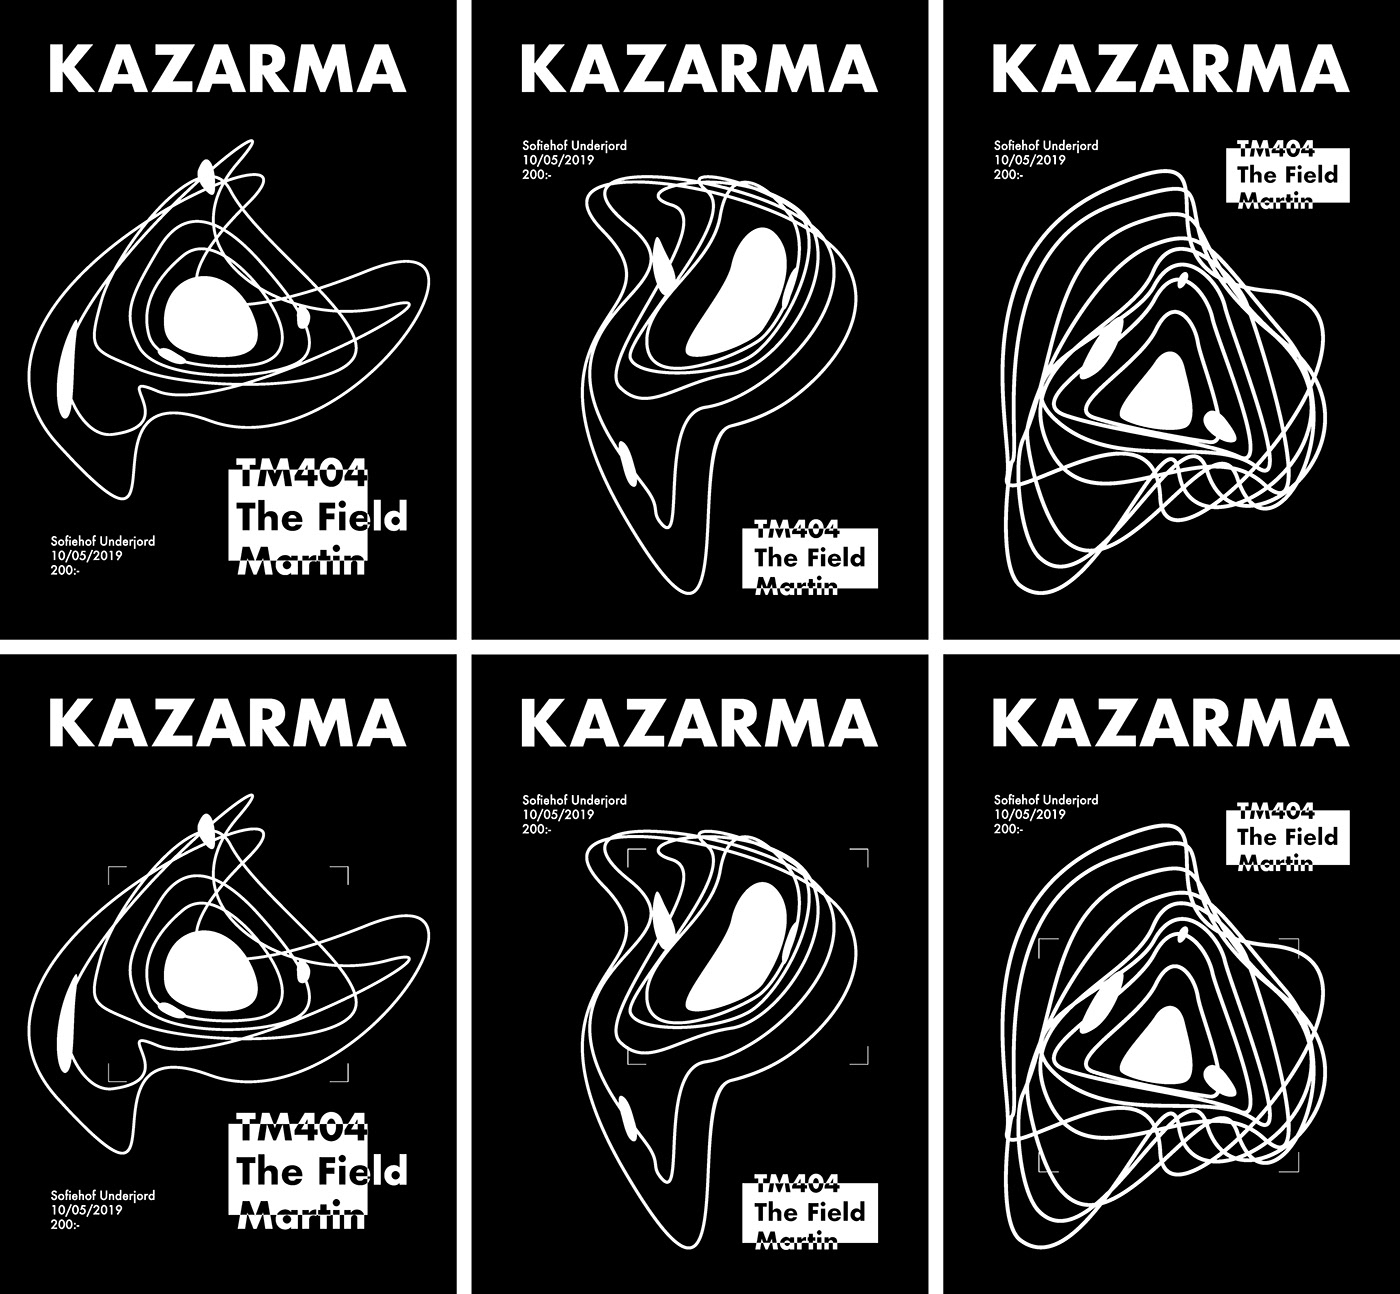 KAZARMA
TM404
The Field
Martin
Sofiehof Underjord
10/05/2019
200:-
KAZARMA
Sofiehof Underjord
10/05/2019
200:-
TM404
The Field
Martin
KAZARMA
Sofiehof Underjord
10/05/2019
200:-
TM404
The Field
Martin
KAZARMA
TM404
The Field
Martin
Sofiehof Underjord
10/05/2019
200:-
KAZARMA
Sofiehof Underjord
10/05/2019
200:-
TM404
The Field
Martin
KAZARMA
Sofiehof Underjord
10/05/2019
200:-
TM404
The Field
Martin